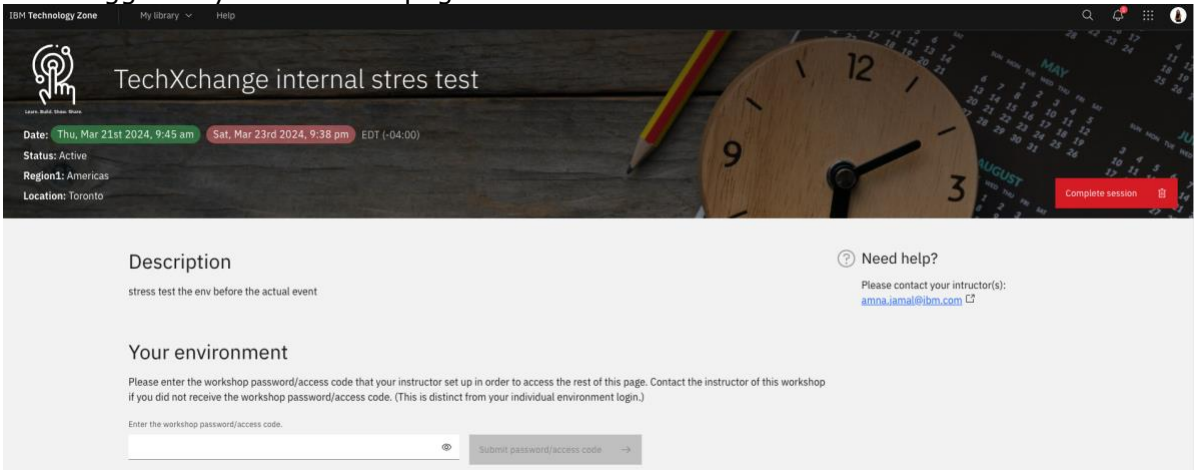 IBM Technology Zone My library Help
TechXchange internal stres test
Learn. Build. Show. Share.
Date: Thu, Mar 21st 2024, 9:45 am Sat, Mar 23rd 2024, 9:38 pm EDT (-04:00)
Status: Active
Region1: Americas
Location: Toronto
12
9
3
MAY
AUGUST
Complete session
Description
stress test the env before the actual event
Need help?
Please contact your intructor(s):
amna.jamal@ibm.com
Your environment
Please enter the workshop password/access code that your instructor set up in order to access the rest of this page. Contact the instructor of this workshop
if you did not receive the workshop password/access code. (This is distinct from your individual environment login.)
Enter the workshop password/access code.
Submit password/access code